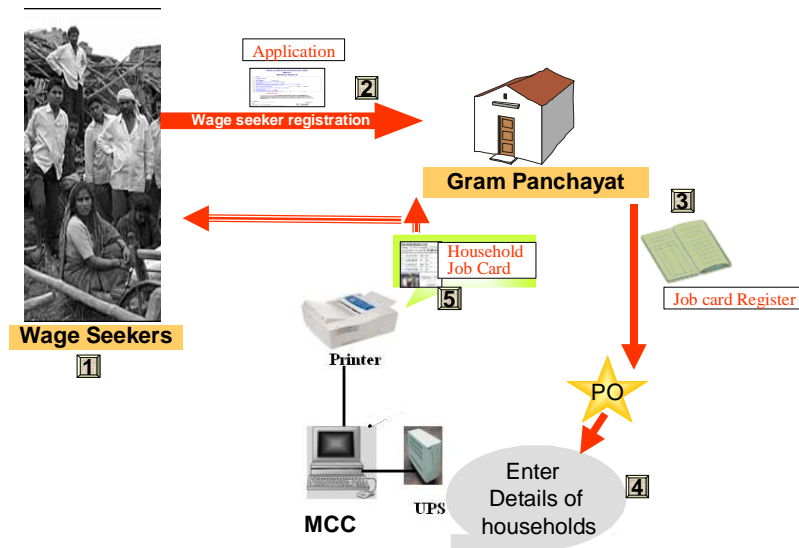 Application
2
Wage seeker registration
Gram Panchayat
3
Household
Job Card
5
Job card Register
Wage Seekers
1
Printer
PO
Enter
Details of
households
4
UPS
MCC